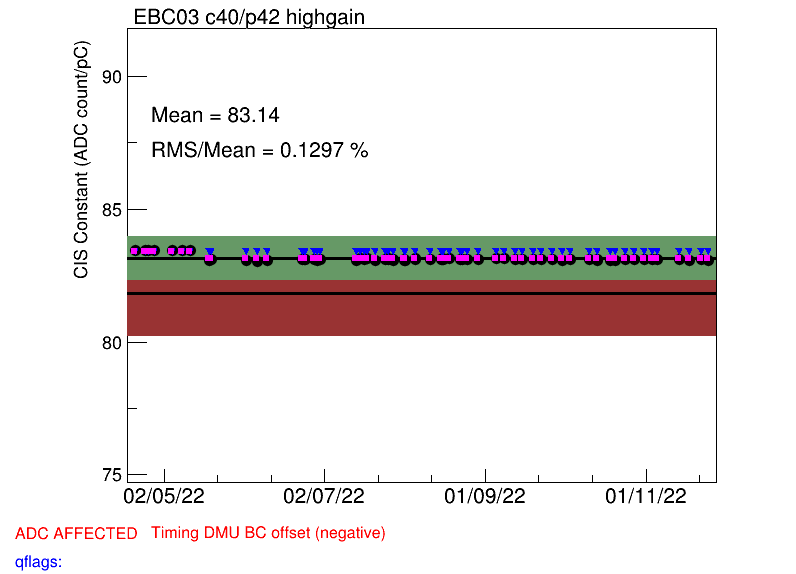 EBC03 c40/p42 highgain
CIS Constant (ADC count/pC)
90
Mean = 83.14
RMS/Mean = 0.1297 %
85
80
75
02/05/22 02/07/22 01/09/22 01/11/22
ADC AFFECTED Timing DMU BC offset (negative)
qflags: